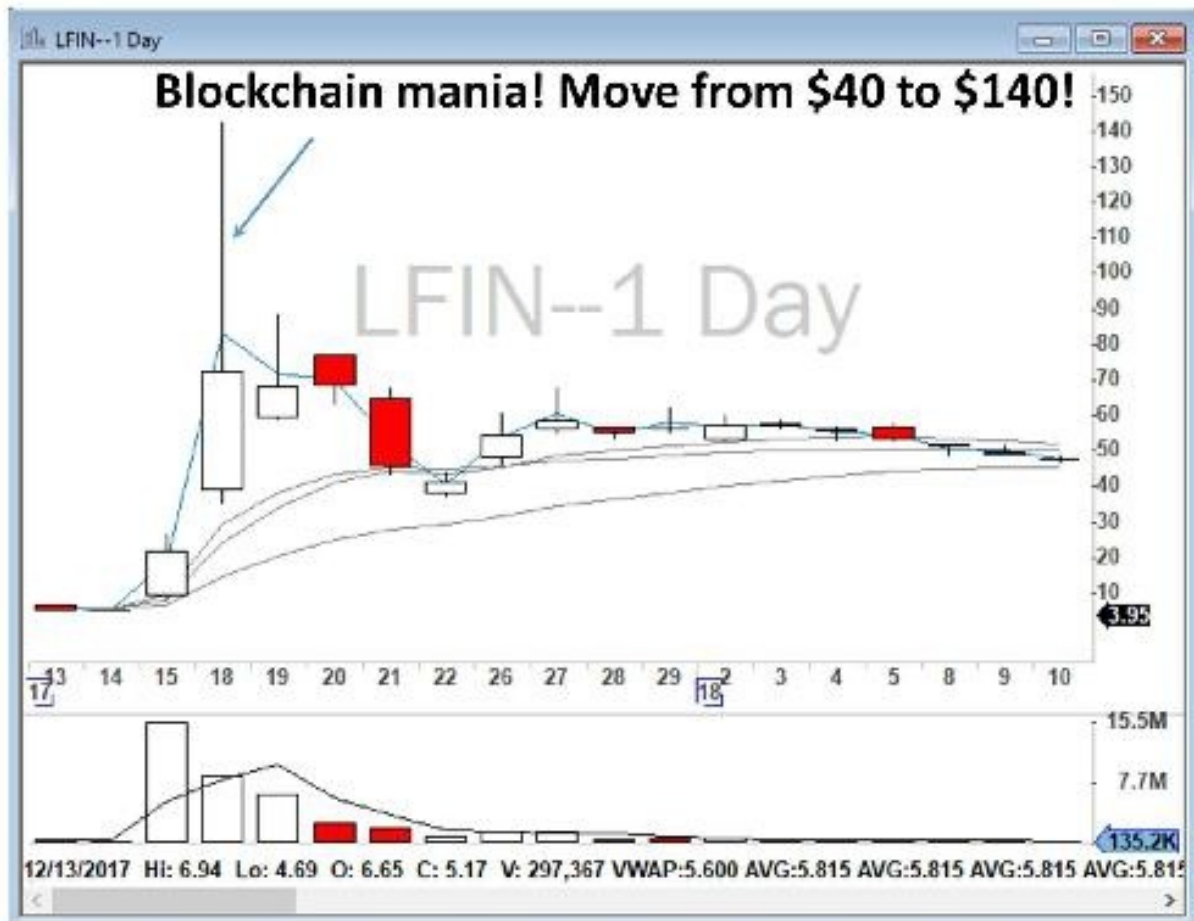 LFIN--1 Day
Blockchain mania! Move from $40 to $140!
LFIN--1 Day
150
140
130
120
110
100
90
80
70
60
50
40
30
20
10
3.95
13 14 15 18 19 20 21 22 26 27 28 29 2 3 4 5 8 9 10
17 18
15.5M
7.7M
135.2K
12/13/2017 Hi: 6.94 Lo: 4.69 O: 6.65 C: 5.17 V: 297,367 VWAP:5.600 AVG:5.815 AVG:5.815 AVG:5.815 AVG:5.815